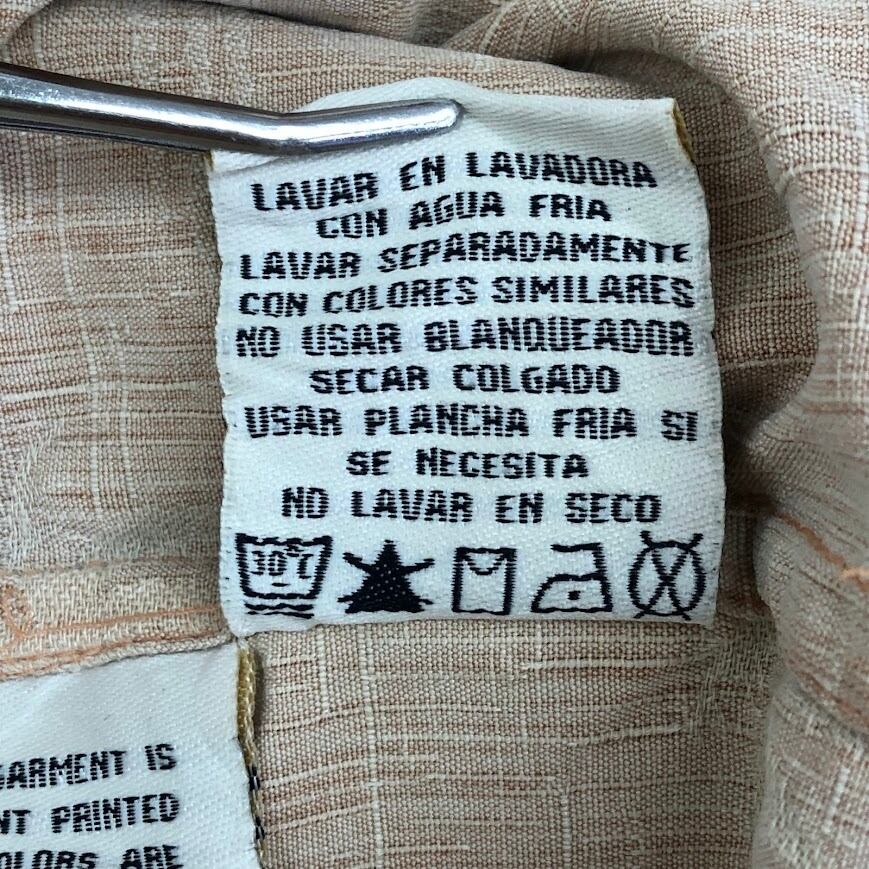 LAVAR EN LAVADORA
CON AGUA FRIA
LAVAR SEPARADAMENTE
CON COLORES SIMILARES
NO USAR BLANQUEADOR
SECAR COLGADO
USAR PLANCHA FRIA SI
SE NECESITA
NO LAVAR EN SECO
30°C
GARMENT IS
PRINTED
ARE